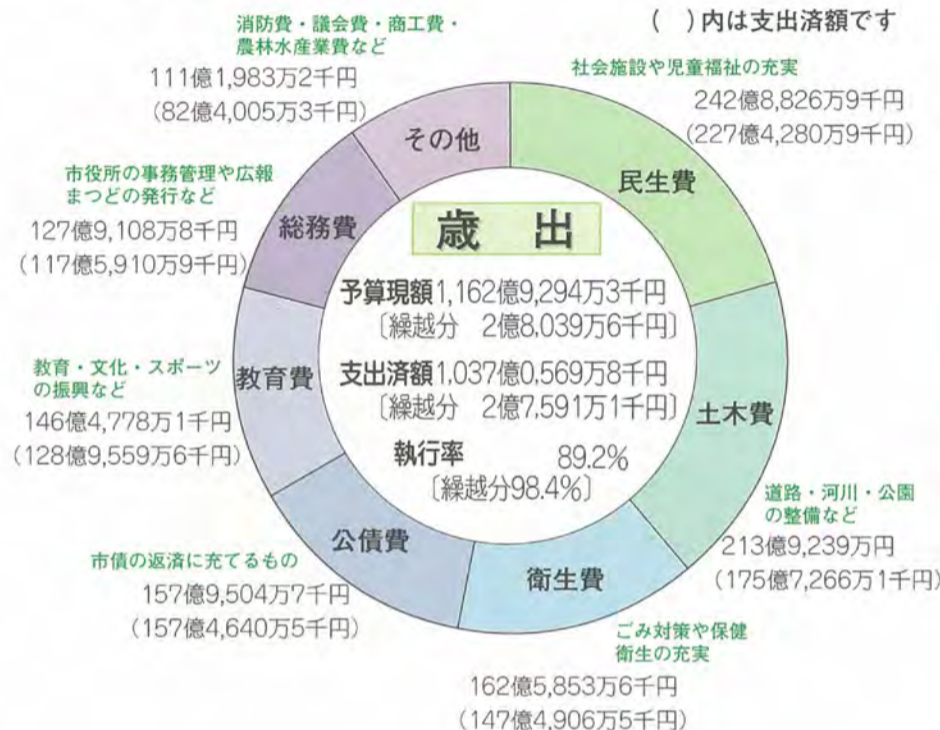 ( )内は支出済額です
消防費・議会費・商工費・
農林水産業費など
111億1,983万2千円
(82億4,005万3千円)
その他
社会施設や児童福祉の充実
242億8,826万9千円
(227億4,280万9千円)
民生費
市役所の事務管理や広報
まつどの発行など
127億9,108万8千円
(117億5,910万9千円)
総務費
歳 出
予算現額1,162億9,294万3千円
〔繰越分 2億8.039万6千円〕
支出済額1,037億0,569万8千円
〔繰越分 2億7.591万1千円〕
執行率 89.2%
〔繰越分98.4%〕
教育・文化・スポーツ
の振興など
146億4,778万1千円
(128億9,559万6千円)
教育費
土木費
道路・河川・公園
の整備など
213億9,239万円
(175億7,266万1千円)
公債費
市債の返済に充てるもの
157億9,504万7千円
(157億4,640万5千円)
衛生費
ごみ対策や保健
衛生の充実
162億5,853万6千円
(147億4,906万5千円)